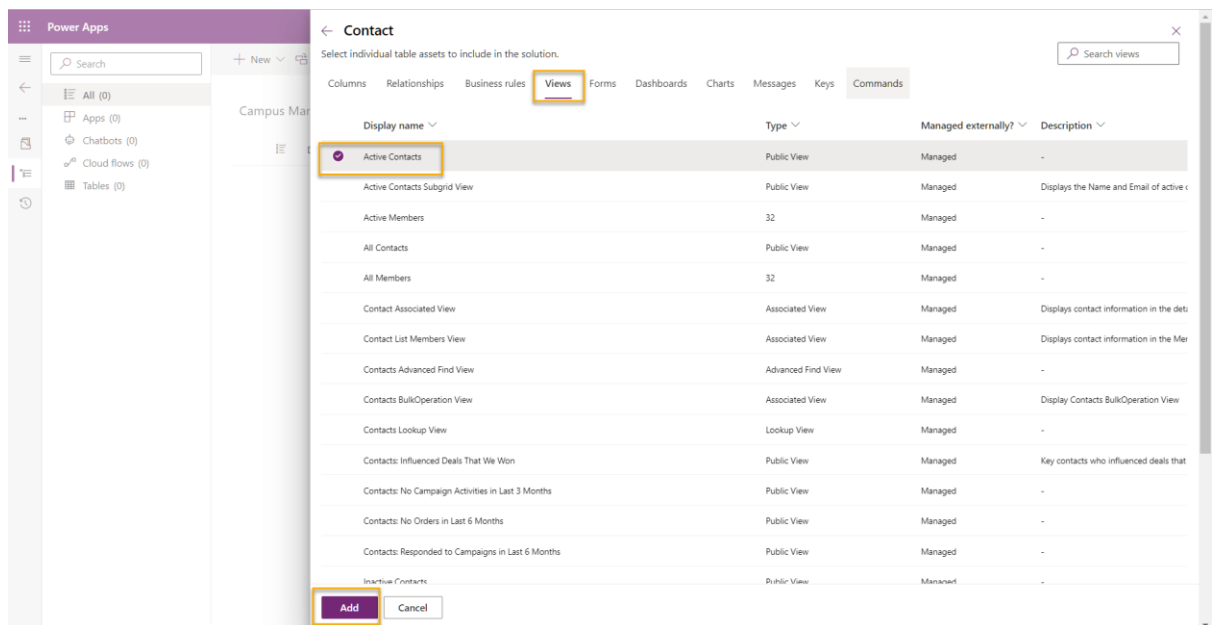 Power Apps
Contact
Select individual table assets to include in the solution.
Search views
Search
New
Columns Relationships Business rules Views Forms Dashboards Charts Messages Keys Commands
All (0)
Apps (0)
Chatbots (0)
Cloud flows (0)
Tables (0)
Campus Mar
Display name Type Managed externally? Description
Active Contacts Public View Managed -
Active Contacts Subgrid View Public View Managed Displays the Name and Email of active
Active Members 32 Managed -
All Contacts Public View Managed -
All Members 32 Managed -
Contact Associated View Associated View Managed Displays contact information in the deta
Contact List Members View Associated View Managed Displays contact information in the Mer
Contacts Advanced Find View Advanced Find View Managed -
Contacts BulkOperation View Associated View Managed Display Contacts BulkOperation View
Contacts Lookup View Lookup View Managed -
Contacts: Influenced Deals That We Won Public View Managed Key contacts who influenced deals that
Contacts: No Campaign Activities in Last 3 Months Public View Managed -
Contacts: No Orders in Last 6 Months Public View Managed -
Contacts: Responded to Campaigns in Last 6 Months Public View Managed -
Inactive Contacts Public View Managed -
Add Cancel